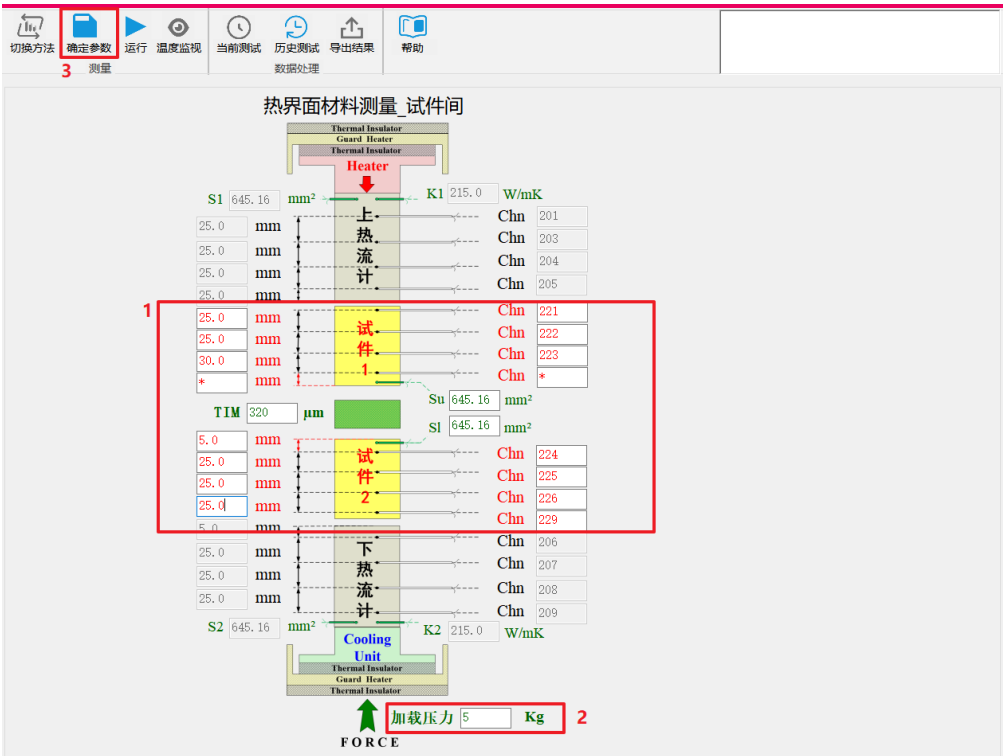 切换方法 确定参数 运行 温度监视 当前测试 历史测试 导出结果 帮助
3 测量 数据处理
热界面材料测量_试件间
Thermal Insulator
Guard Heater
Thermal Insulator
Heater
S1 645.16 mm² K1 215.0 W/mK
上热流计
25.0 mm Chn 201
25.0 mm Chn 203
25.0 mm Chn 204
25.0 mm Chn 205
1
试件1
25.0 mm Chn 221
25.0 mm Chn 222
30.0 mm Chn 223
* mm Chn *
Su 645.16 mm²
TIM 320 μm
Sl 645.16 mm²
试件2
5.0 mm Chn 224
25.0 mm Chn 225
25.0 mm Chn 226
25.0 mm Chn 229
下热流计
5.0 mm Chn 206
25.0 mm Chn 207
25.0 mm Chn 208
25.0 mm Chn 209
S2 645.16 mm² K2 215.0 W/mK
Cooling
Unit
Thermal Insulator
Guard Heater
Thermal Insulator
加载压力 5 Kg 2
FORCE